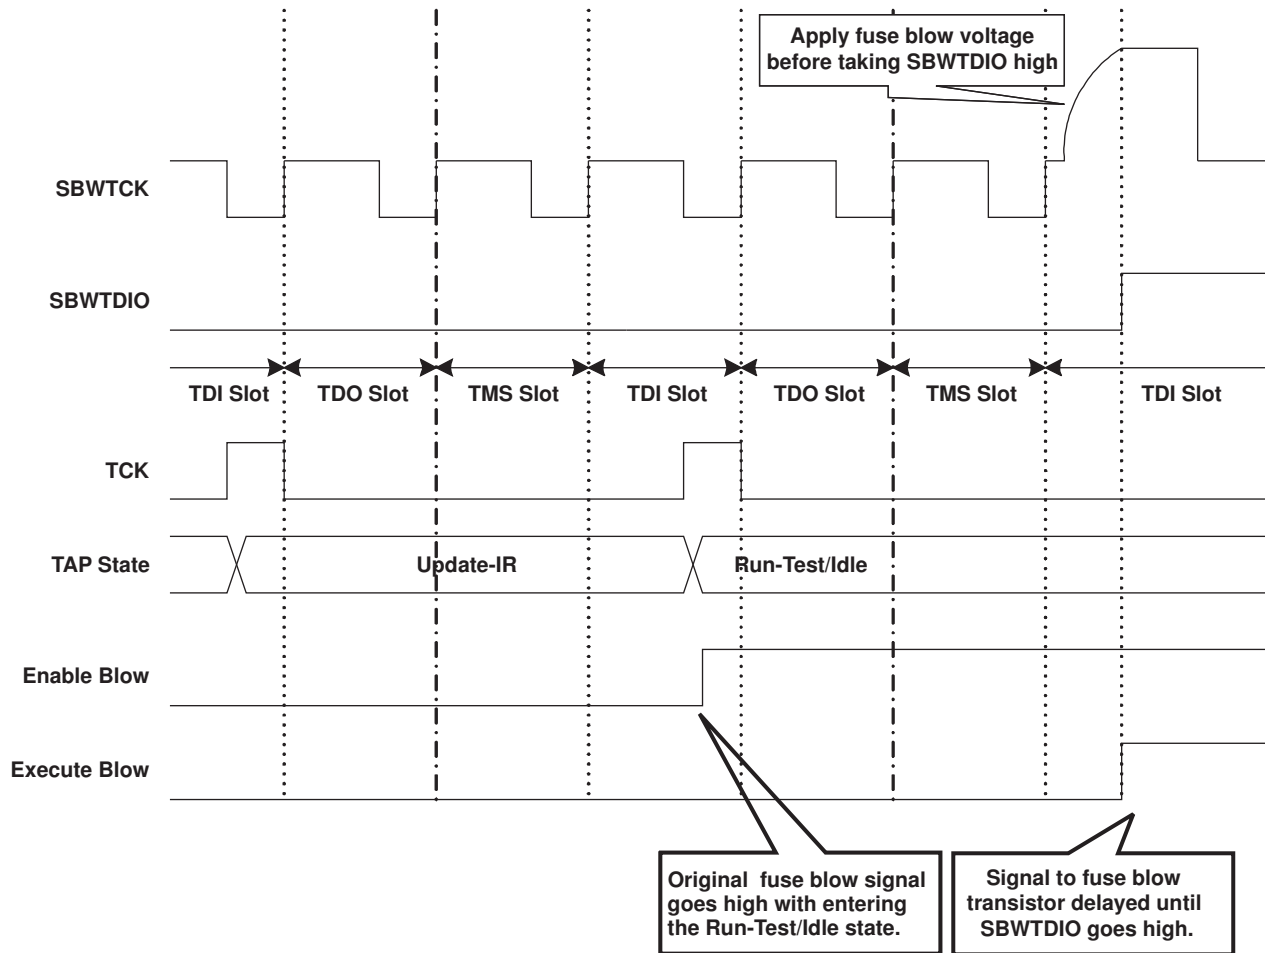 Apply fuse blow voltage
before taking SBWTDIO high
SBWTCK
SBWTDIO
TDI Slot
TDO Slot
TMS Slot
TDI Slot
TDO Slot
TMS Slot
TDI Slot
TCK
TAP State
Update-IR
Run-Test/Idle
Enable Blow
Execute Blow
Original fuse blow signal
goes high with entering
the Run-Test/Idle state.
Signal to fuse blow
transistor delayed until
SBWTDIO goes high.